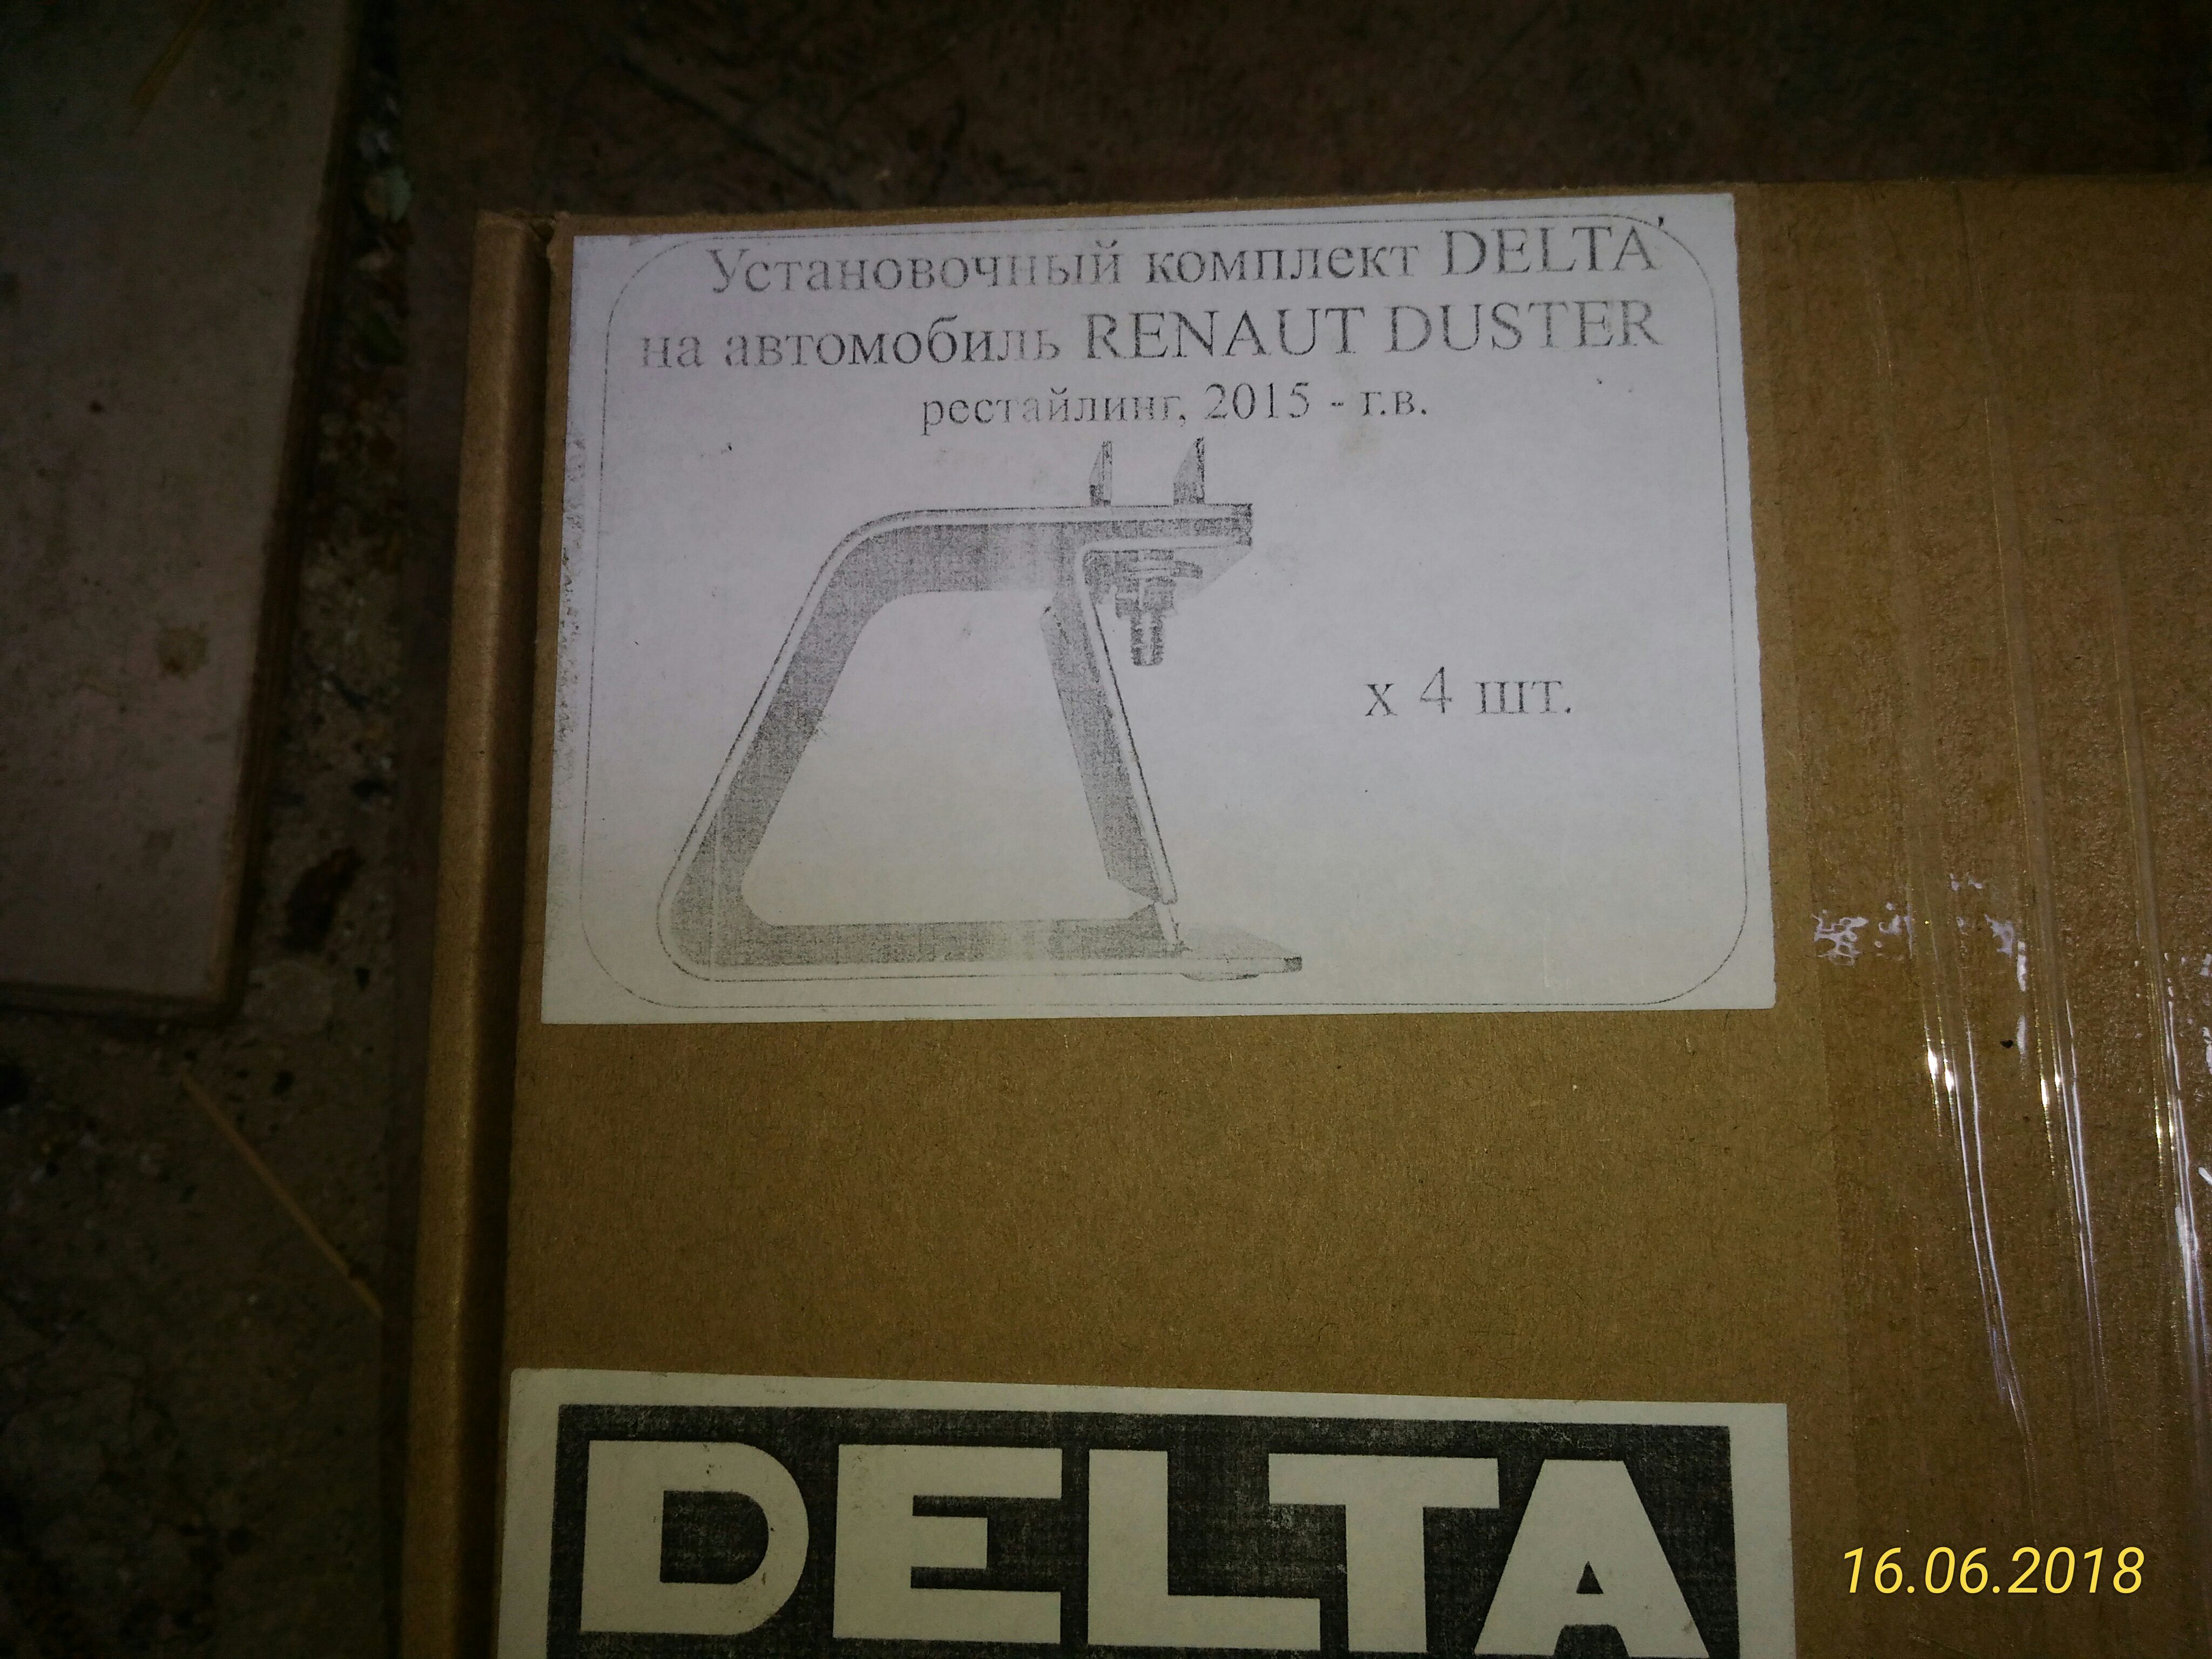 Установочный комплект DELTA
на автомобиль RENAUT DUSTER
рестайлинг, 2015 - г.в.
х 4 шт.
DELTA
16.06.2018